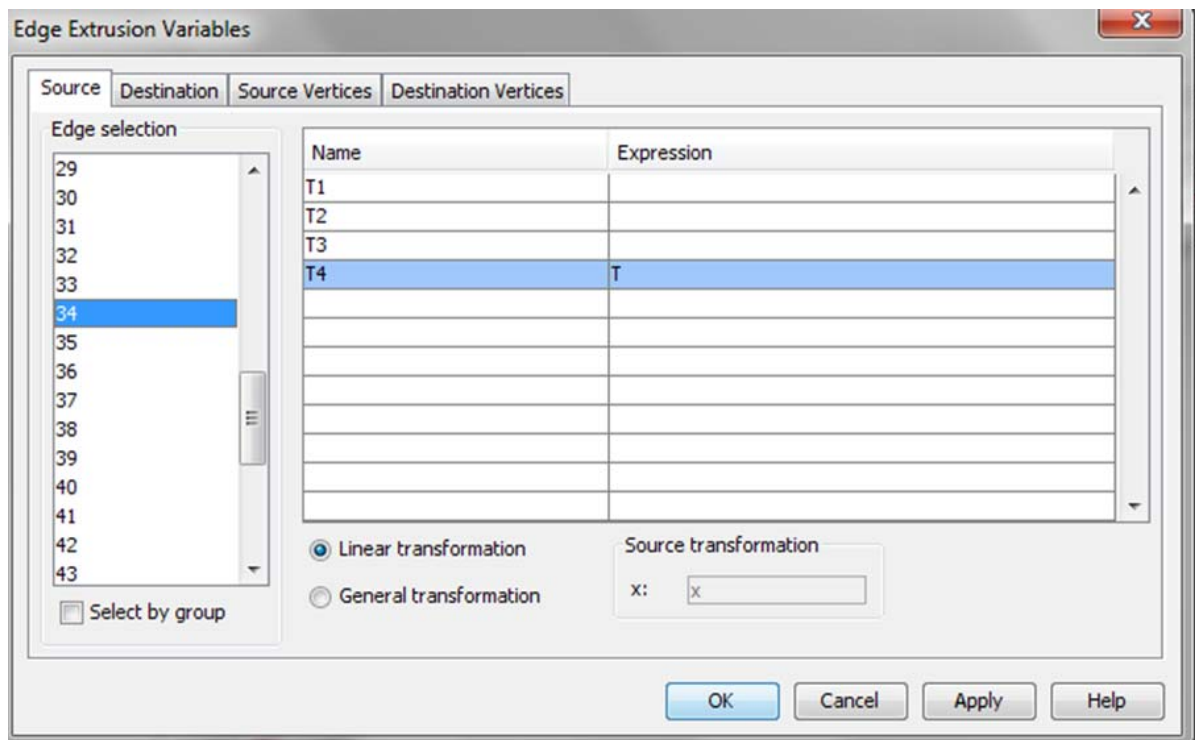 Edge Extrusion Variables
Source Destination Source Vertices Destination Vertices
Edge selection
29
30
31
32
33
34
35
36
37
38
39
40
41
42
43
Select by group
Name Expression
T1
T2
T3
T4 T
Linear transformation
General transformation
Source transformation
x: x
OK Cancel Apply Help